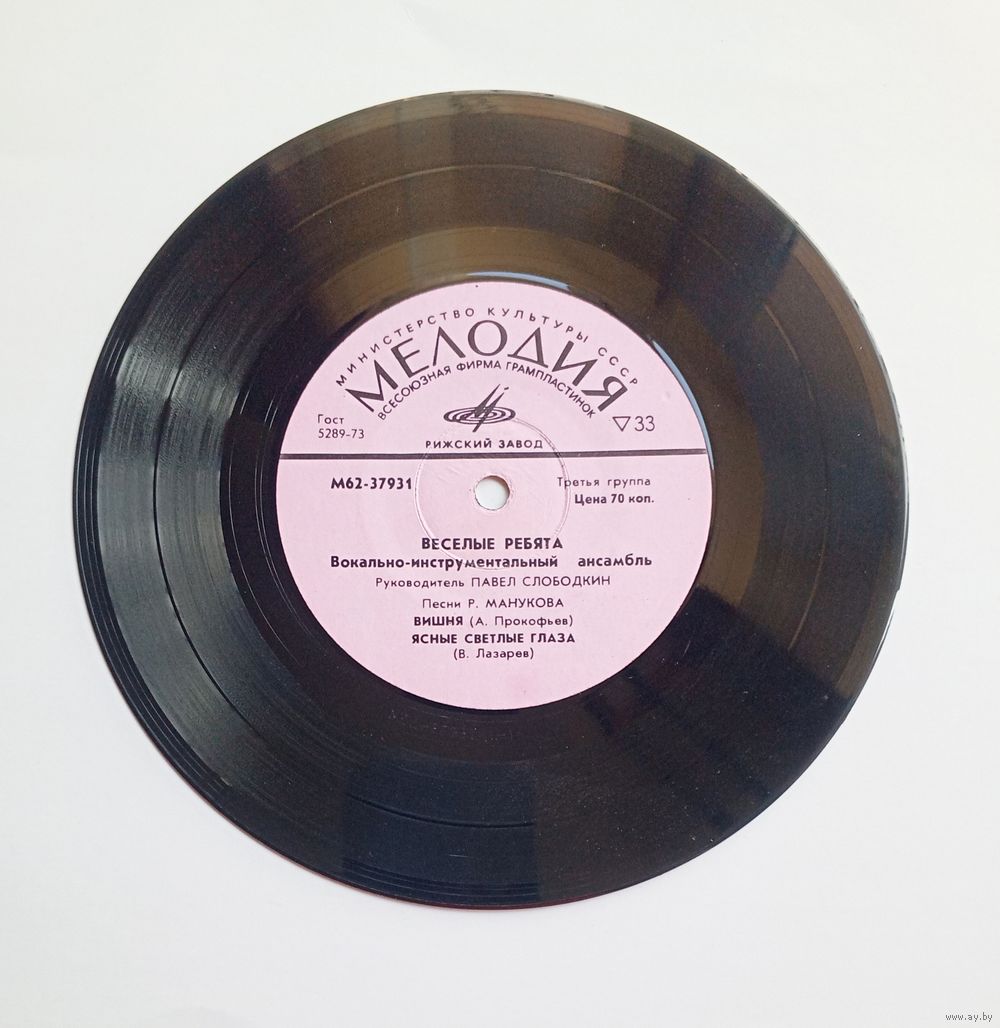 МИНИСТЕРСТВО КУЛЬТУРЫ СССР
МЕЛОДИЯ
ВСЕСОЮЗНАЯ ФИРМА ГРАМПЛАСТИНОК
Гост
5289-73
▽33
РИЖСКИЙ ЗАВОД
М62-37931
Третья группа
Цена 70 коп.
ВЕСЕЛЫЕ РЕБЯТА
Вокально-инструментальный ансамбль
Руководитель ПАВЕЛ СЛОБОДКИН
Песни Р. МАНУКОВА
ВИШНЯ (А. Прокофьев)
ЯСНЫЕ СВЕТЛЫЕ ГЛАЗА
(В. Лазарев)
www.ay.by